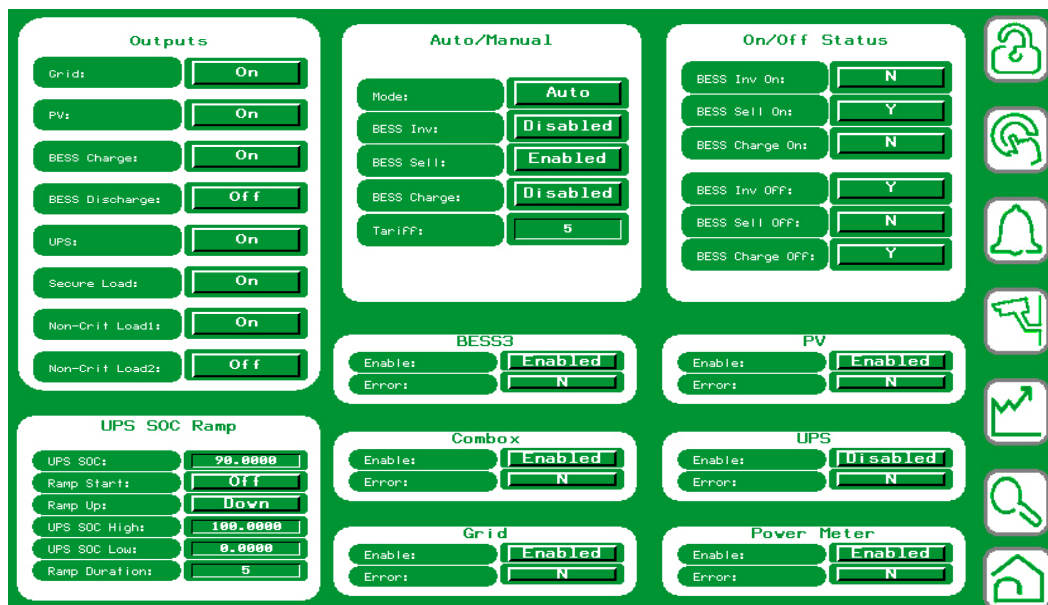 Outputs
Grid: On
PV: On
BESS Charge: On
BESS Discharge: Off
UPS: On
Secure Load: On
Non-Crit Load1: On
Non-Crit Load2: Off
UPS SOC Ramp
UPS SOC: 90.0000
Ramp Start: Off
Ramp Up: Down
UPS SOC High: 100.0000
UPS SOC Low: 0.0000
Ramp Duration: 5
Auto/Manual
Mode: Auto
BESS Inv: Disabled
BESS Sell: Enabled
BESS Charge: Disabled
Tariff: 5
On/Off Status
BESS Inv On: N
BESS Sell On: Y
BESS Charge On: N
BESS Inv Off: Y
BESS Sell Off: N
BESS Charge Off: Y
BESS3
Enable: Enabled
Error: N
PV
Enable: Enabled
Error: N
Combox
Enable: Enabled
Error: N
UPS
Enable: Disabled
Error: N
Grid
Enable: Enabled
Error: N
Power Meter
Enable: Enabled
Error: N